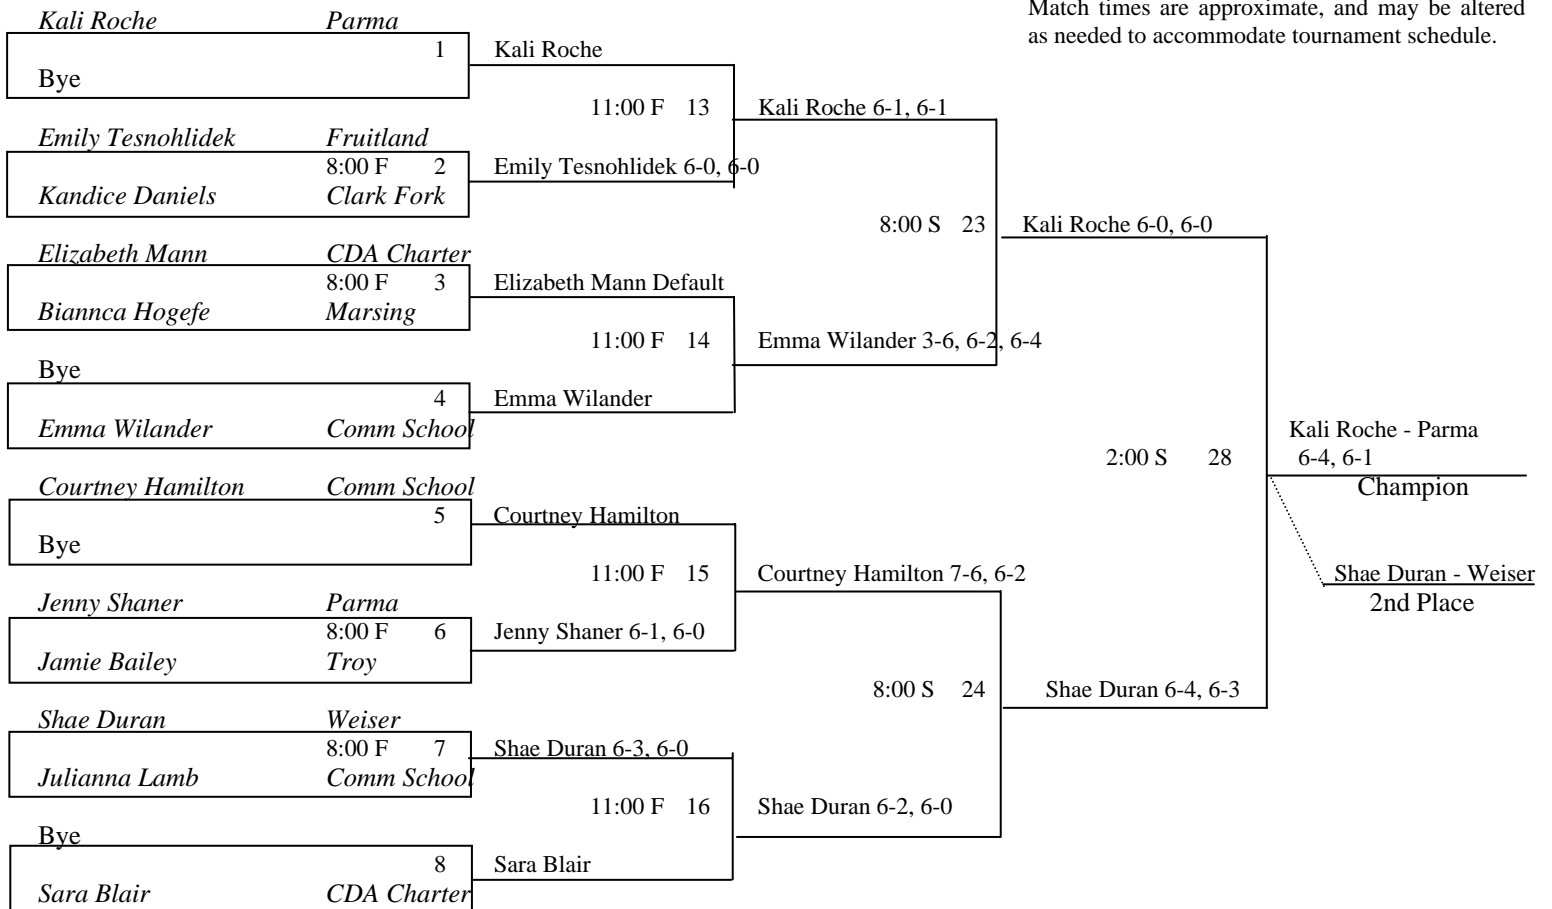 Match times are approximate, and may be altered
as needed to accommodate tournament schedule.
Kali Roche Parma
1 Kali Roche
Bye
11:00 F 13 Kali Roche 6-1, 6-1
Emily Tesnohlidek Fruitland
8:00 F 2 Emily Tesnohlidek 6-0, 6-0
Kandice Daniels Clark Fork
8:00 S 23 Kali Roche 6-0, 6-0
Elizabeth Mann CDA Charter
8:00 F 3 Elizabeth Mann Default
Biannca Hogefe Marsing
11:00 F 14 Emma Wilander 3-6, 6-2, 6-4
Bye
4 Emma Wilander
Emma Wilander Comm School
Kali Roche - Parma
2:00 S 28 6-4, 6-1
Champion
Courtney Hamilton Comm School
5 Courtney Hamilton
Bye
11:00 F 15 Courtney Hamilton 7-6, 6-2
Shae Duran - Weiser
2nd Place
Jenny Shaner Parma
8:00 F 6 Jenny Shaner 6-1, 6-0
Jamie Bailey Troy
8:00 S 24 Shae Duran 6-4, 6-3
Shae Duran Weiser
8:00 F 7 Shae Duran 6-3, 6-0
Julianna Lamb Comm School
11:00 F 16 Shae Duran 6-2, 6-0
Bye
8 Sara Blair
Sara Blair CDA Charter